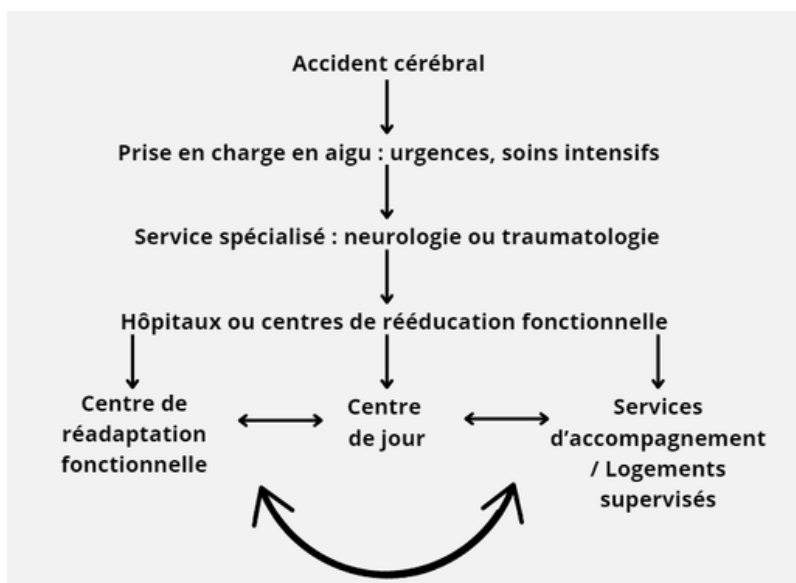 Accident cérébral
Prise en charge en aigu : urgences, soins intensifs
Service spécialisé : neurologie ou traumatologie
Hôpitaux ou centres de rééducation fonctionnelle
Centre de
réadaptation
fonctionnelle
Centre
de jour
Services
d’accompagnement
/ Logements
supervisés